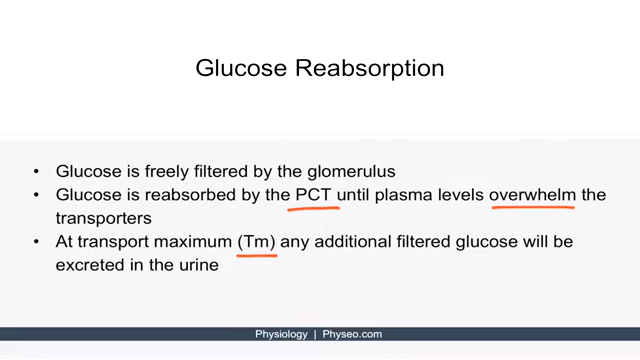 Glucose Reabsorption
• Glucose is freely filtered by the glomerulus
• Glucose is reabsorbed by the PCT until plasma levels overwhelm the
transporters
• At transport maximum (Tm) any additional filtered glucose will be
excreted in the urine
Physiology | Physeo.com